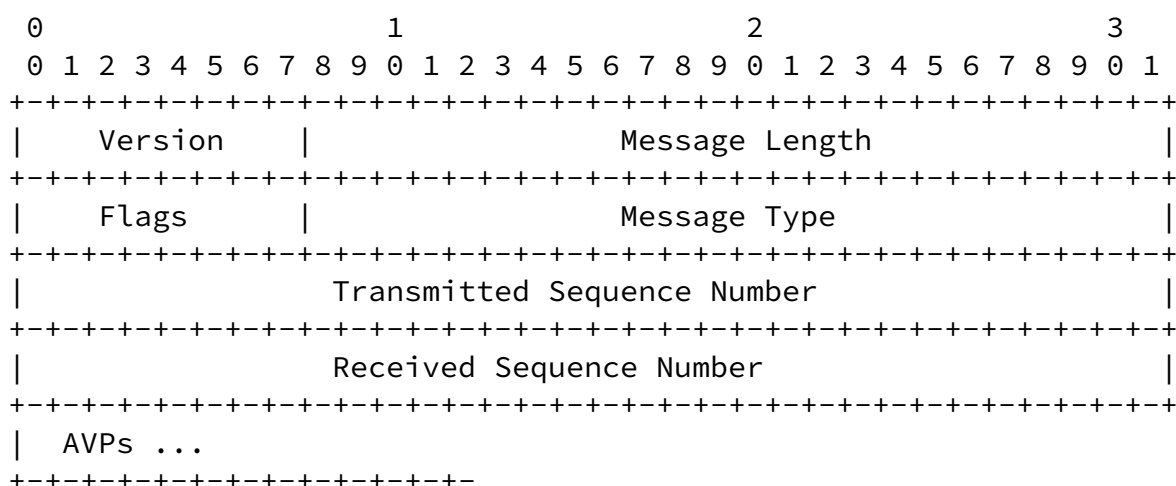 0                   1                   2                   3
 0 1 2 3 4 5 6 7 8 9 0 1 2 3 4 5 6 7 8 9 0 1 2 3 4 5 6 7 8 9 0 1
+-+-+-+-+-+-+-+-+-+-+-+-+-+-+-+-+-+-+-+-+-+-+-+-+-+-+-+-+-+-+-+-+
|    Version    |                 Message Length                |
+-+-+-+-+-+-+-+-+-+-+-+-+-+-+-+-+-+-+-+-+-+-+-+-+-+-+-+-+-+-+-+-+
|    Flags      |                 Message Type                  |
+-+-+-+-+-+-+-+-+-+-+-+-+-+-+-+-+-+-+-+-+-+-+-+-+-+-+-+-+-+-+-+-+
|                 Transmitted Sequence Number                   |
+-+-+-+-+-+-+-+-+-+-+-+-+-+-+-+-+-+-+-+-+-+-+-+-+-+-+-+-+-+-+-+-+
|                 Received Sequence Number                      |
+-+-+-+-+-+-+-+-+-+-+-+-+-+-+-+-+-+-+-+-+-+-+-+-+-+-+-+-+-+-+-+-+
|  AVPs ...
+-+-+-+-+-+-+-+-+-+-+-+-+-